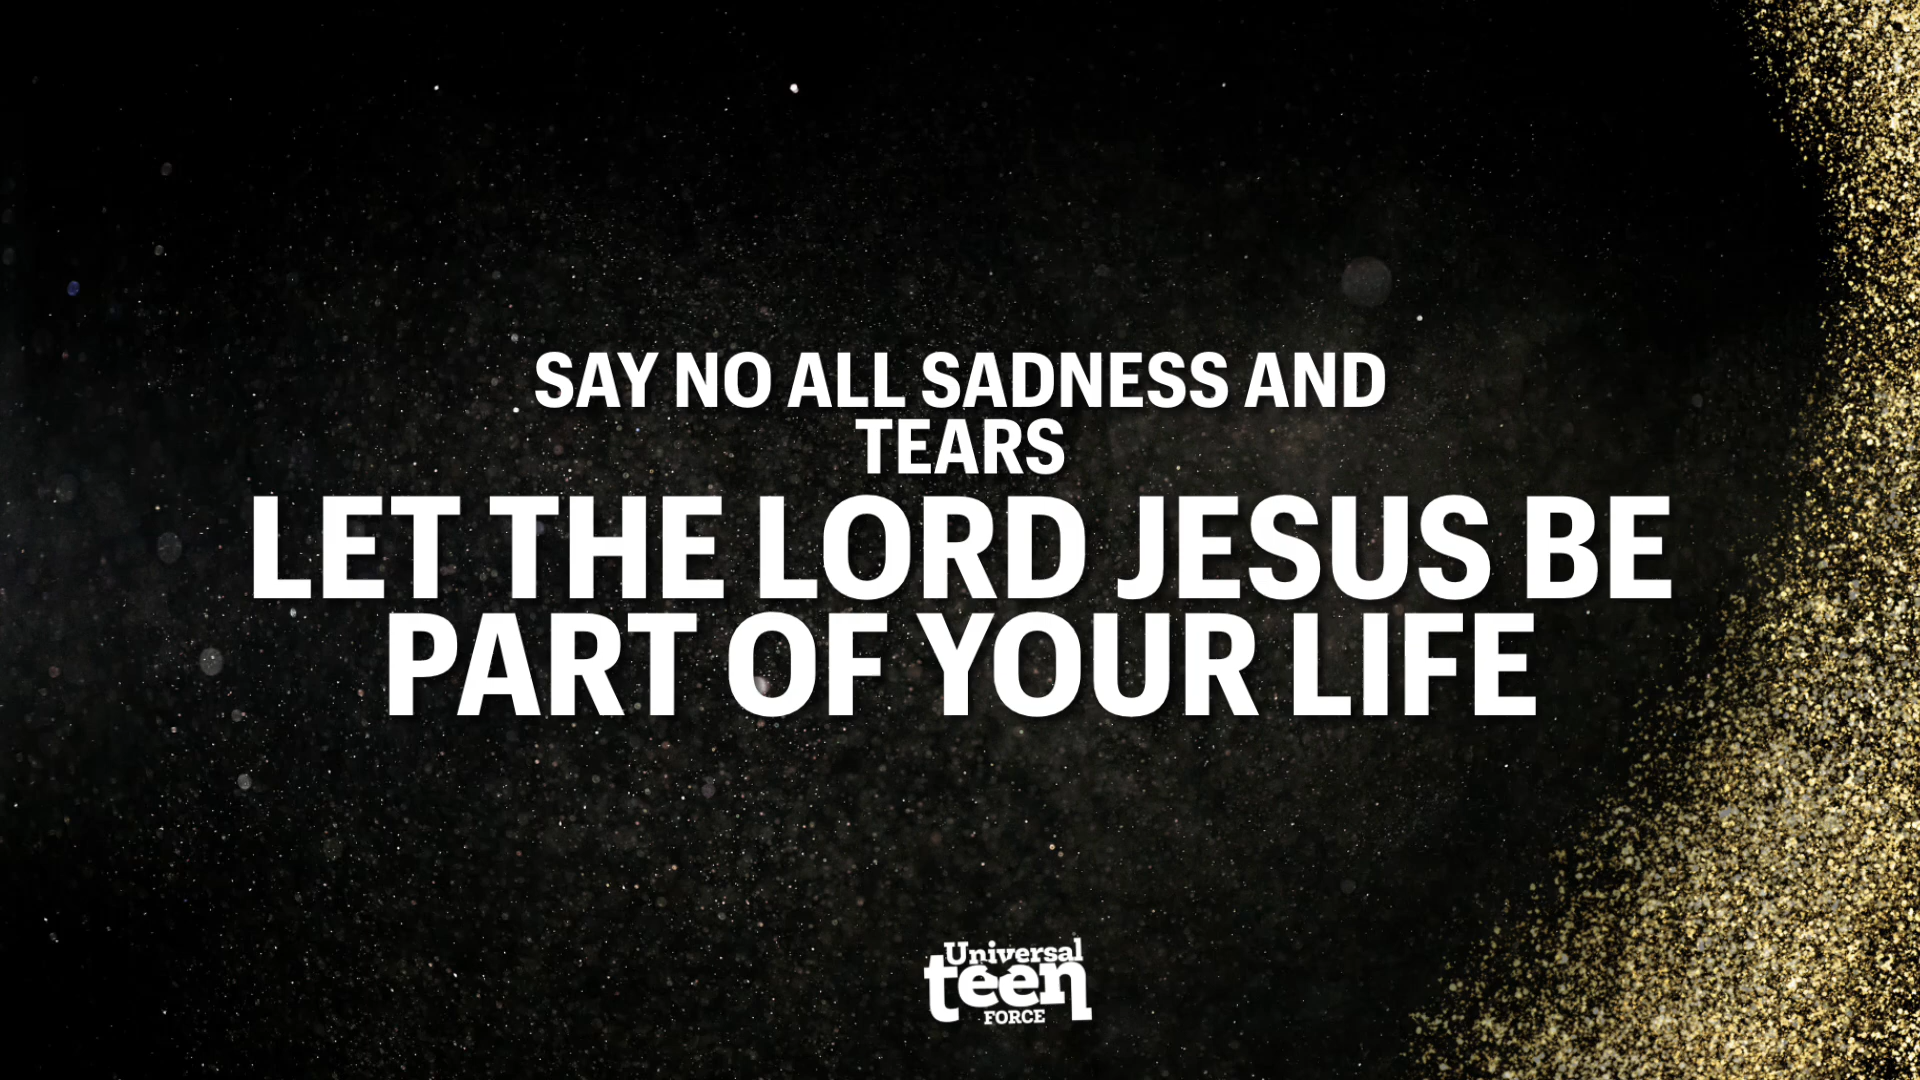 SAY NO ALL SADNESS AND
TEARS
LET THE LORD JESUS BE
PART OF YOUR LIFE
Universal
teen
FORCE